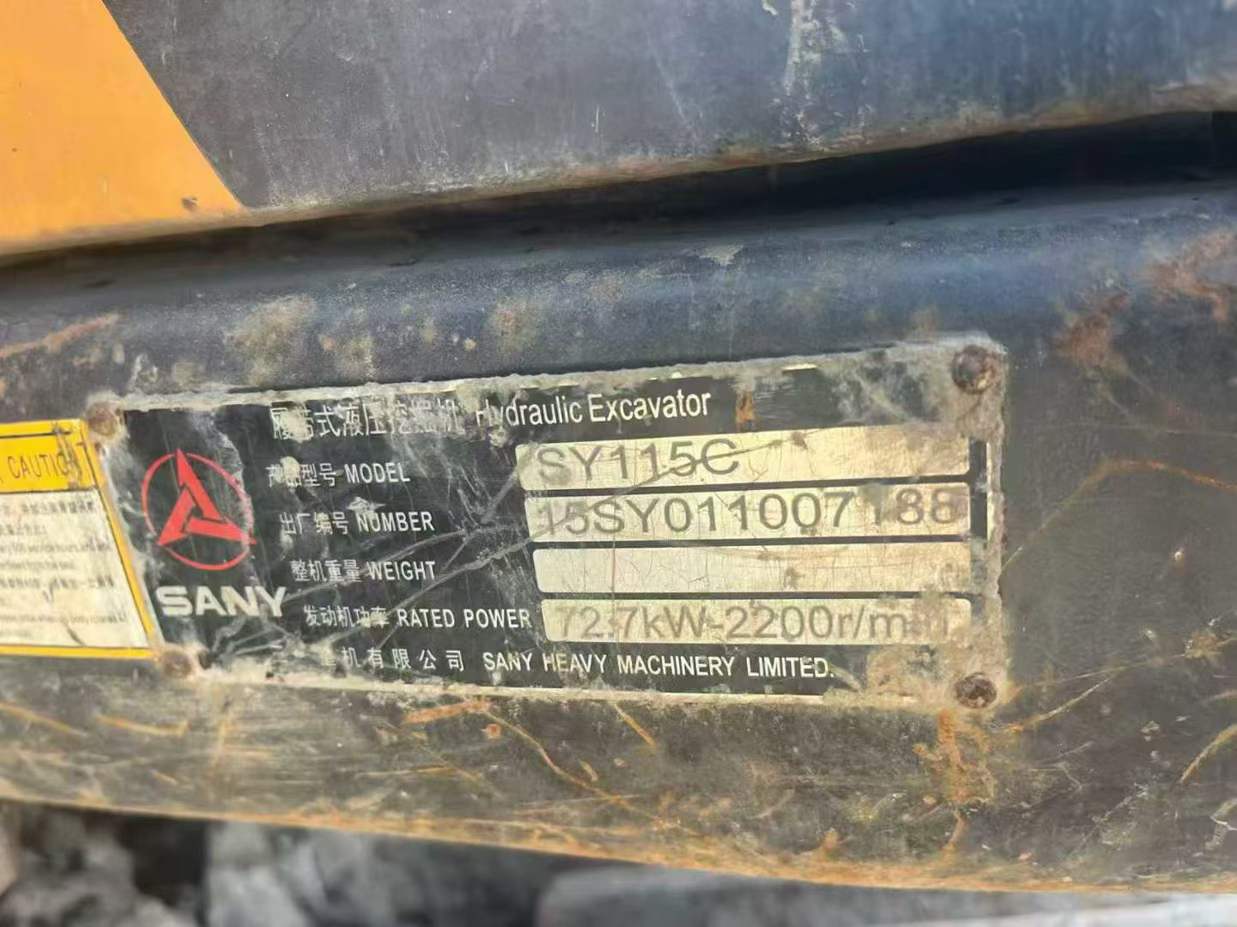 履带式液压挖掘机 Hydraulic Excavator
产品型号 MODEL SY115C
出厂编号 NUMBER 15SY011007188
整机重量 WEIGHT
发动机功率 RATED POWER 72.7kW-2200r/min
SANY
重机有限公司 SANY HEAVY MACHINERY LIMITED.
CAUTION